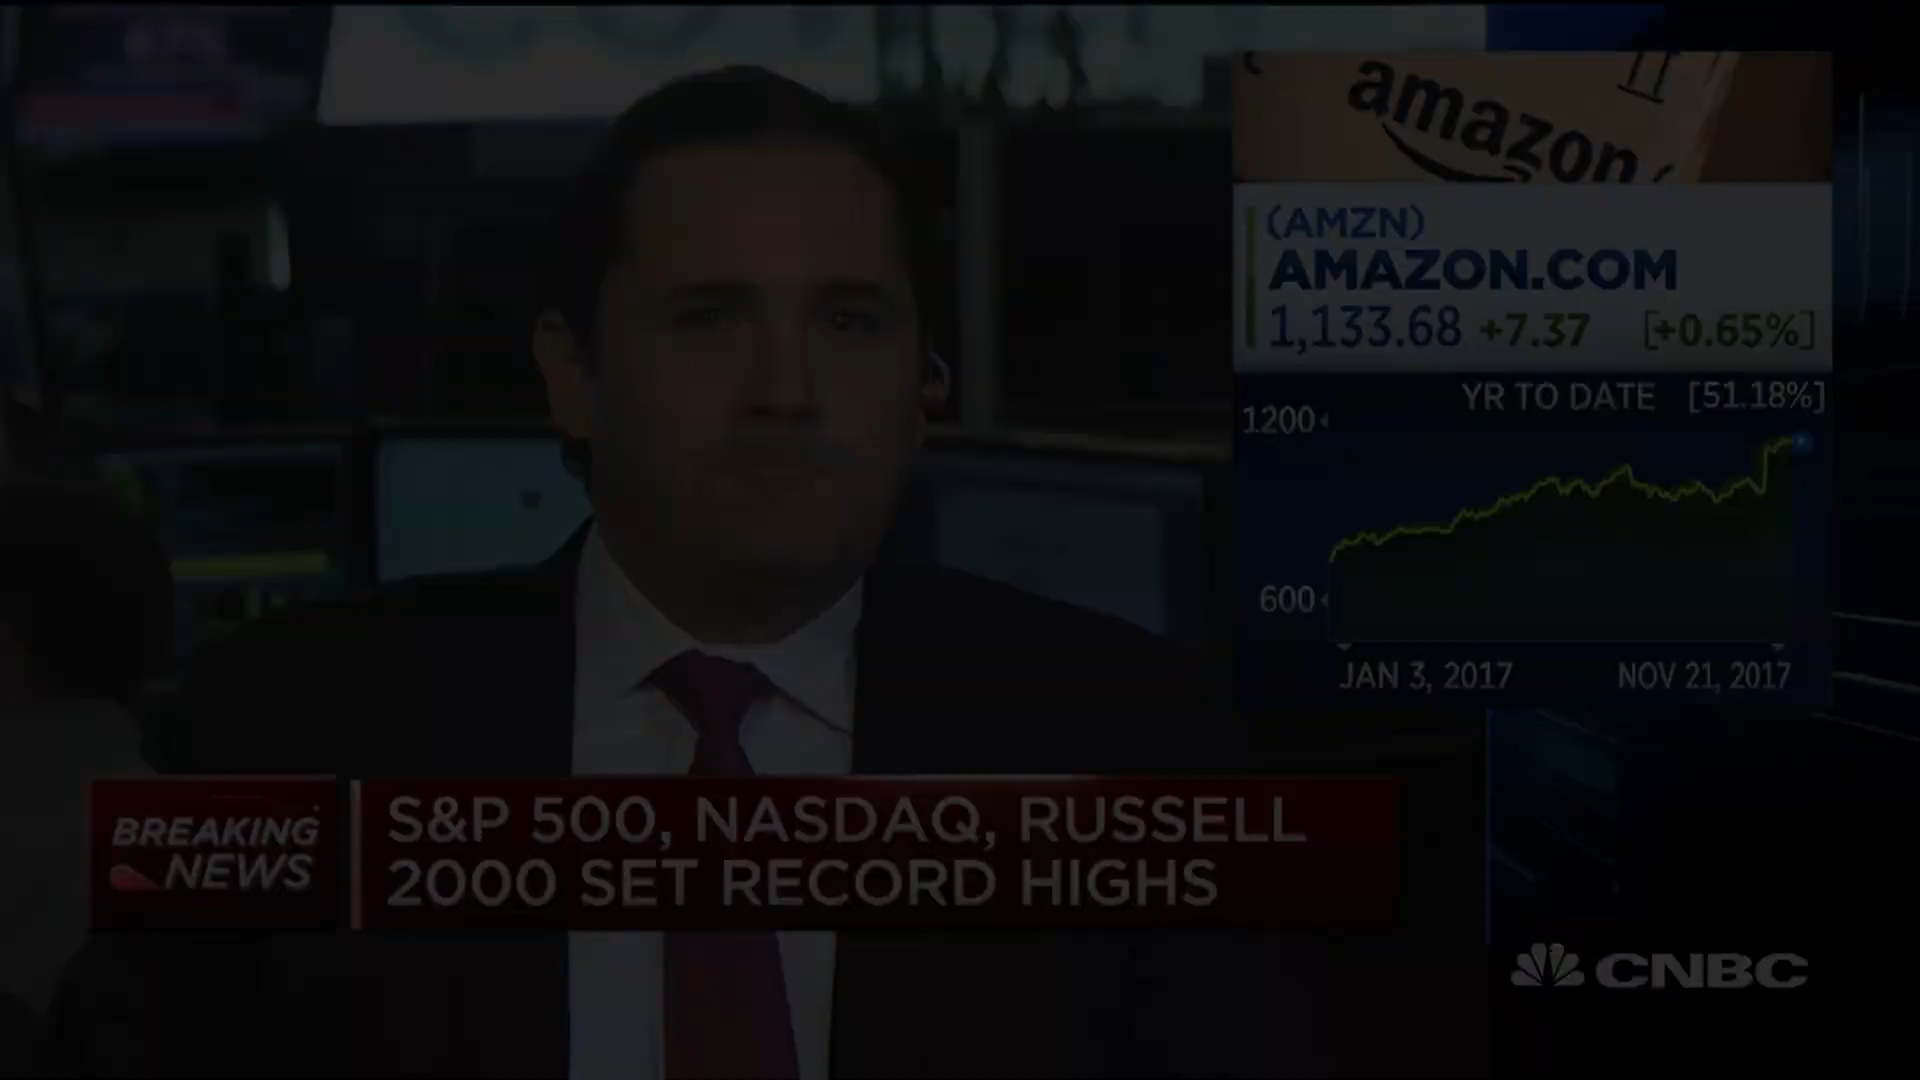 amazon
(AMZN)
AMAZON.COM
1,133.68 +7.37 [+0.65%]
YR TO DATE [51.18%]
1200
600
JAN 3, 2017 NOV 21, 2017
BREAKING
NEWS
S&P 500, NASDAQ, RUSSELL
2000 SET RECORD HIGHS
CNBC